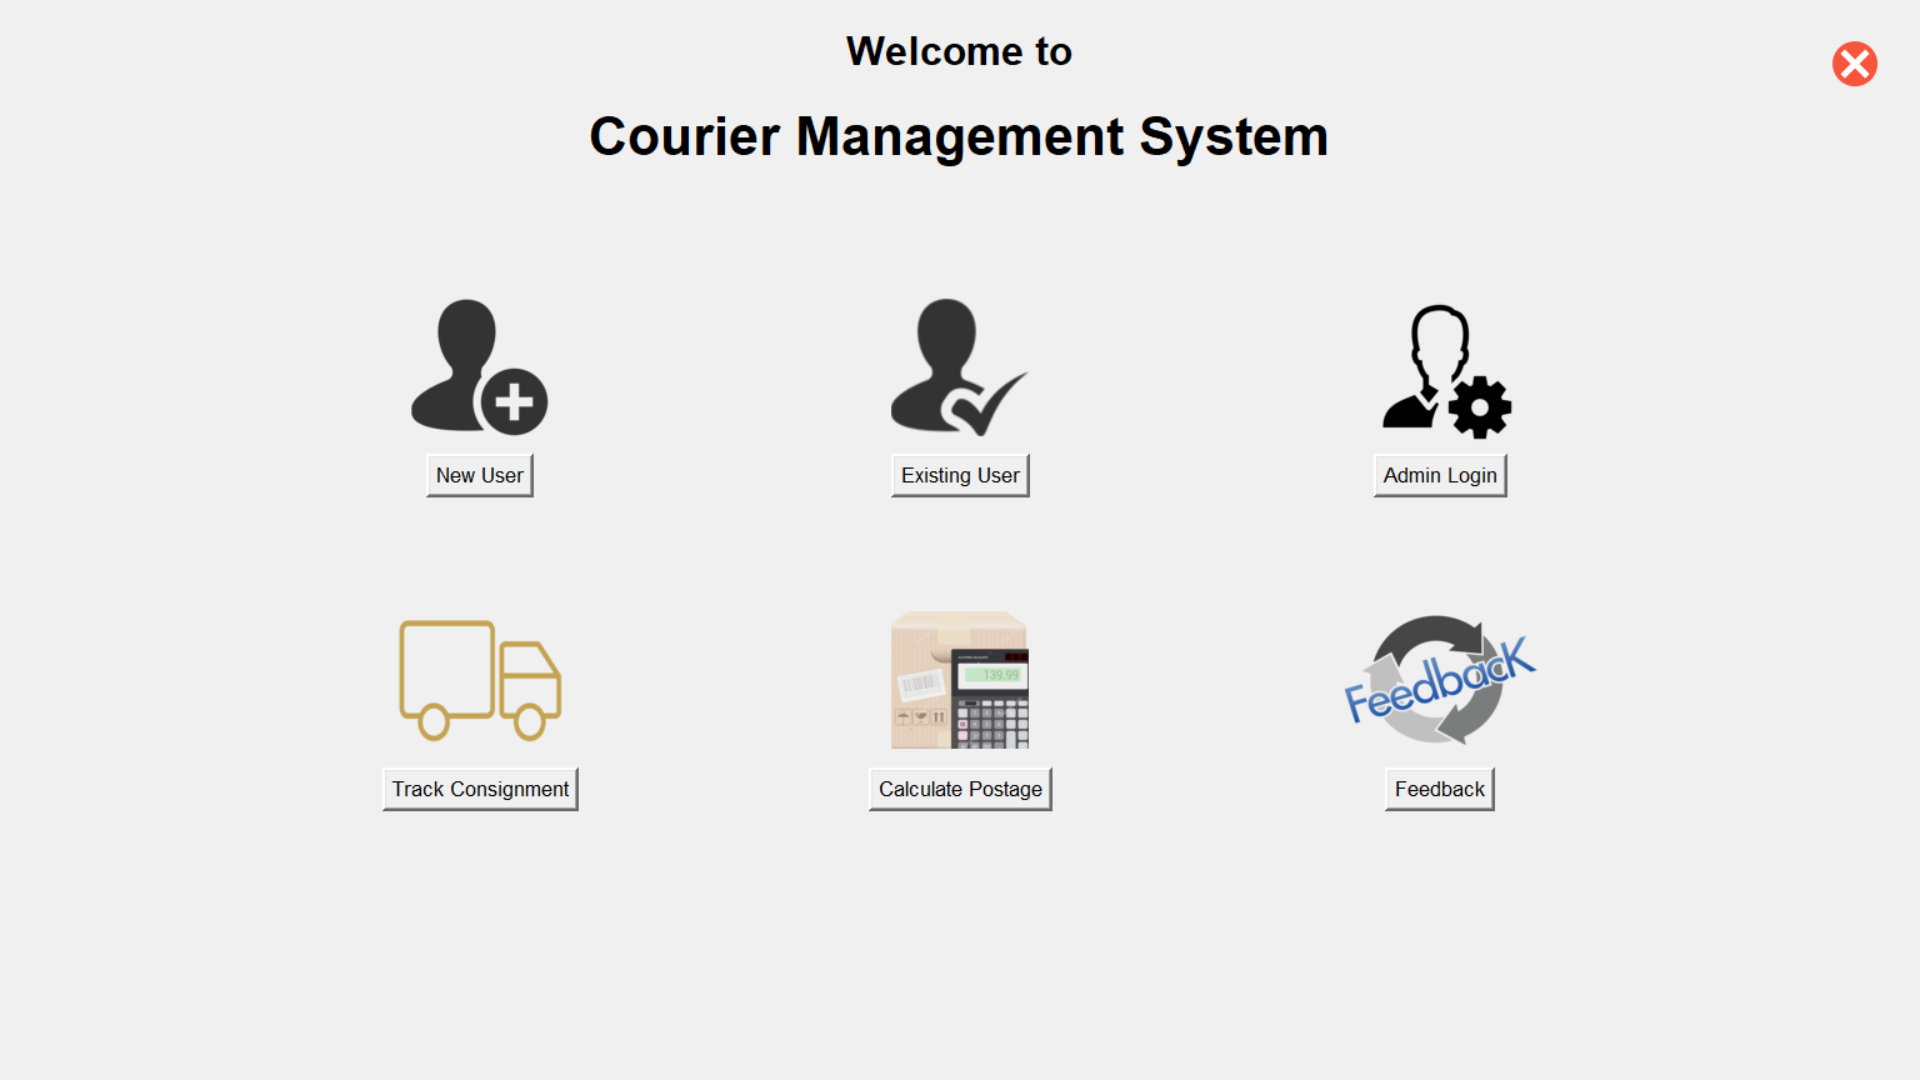 Welcome to
Courier Management System
New User
Existing User
Admin Login
139.99
Feedback
Track Consignment
Calculate Postage
Feedback